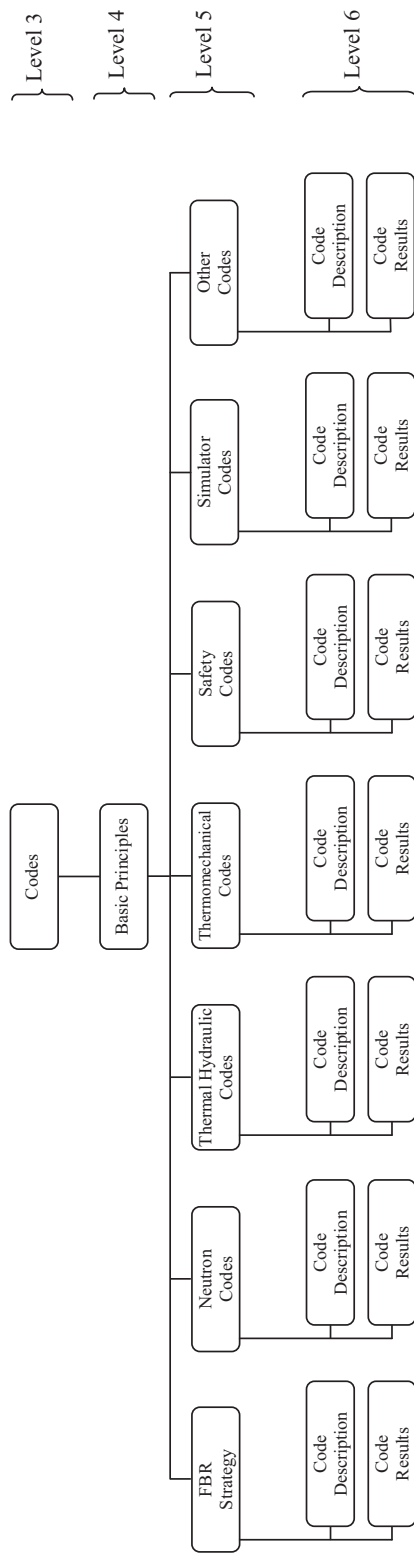 Codes
Level 3
Basic Principles
Level 4
FBR
Strategy
Neutron
Codes
Thermal Hydraulic
Codes
Thermomechanical
Codes
Safety
Codes
Simulator
Codes
Other
Codes
Level 5
Code
Description
Code
Description
Code
Description
Code
Description
Code
Description
Code
Description
Code
Description
Level 6
Code
Results
Code
Results
Code
Results
Code
Results
Code
Results
Code
Results
Code
Results